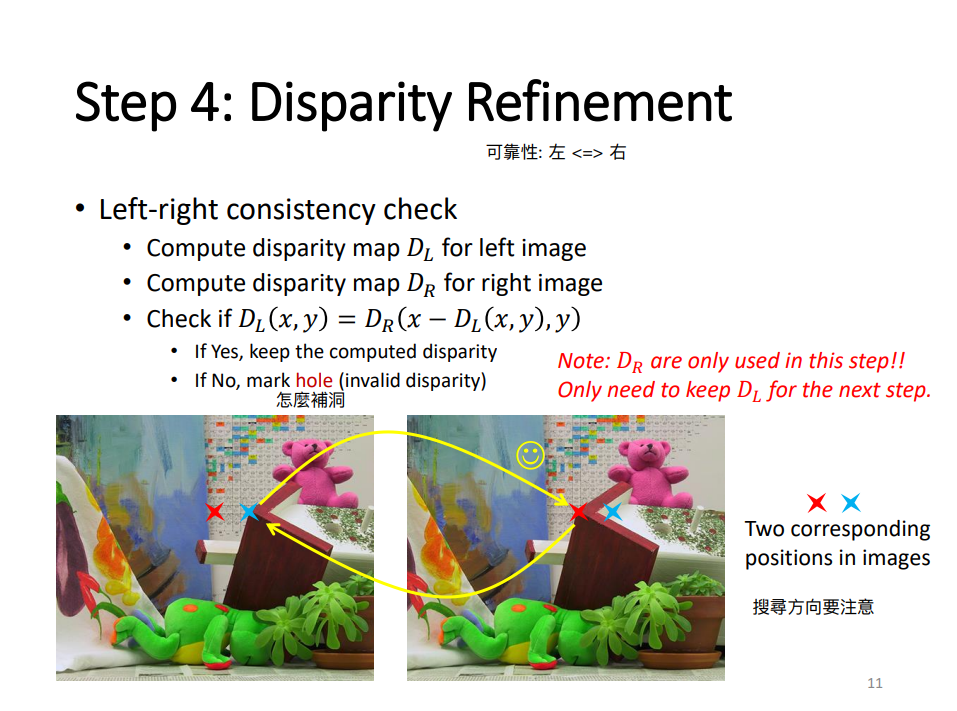 Step 4: Disparity Refinement
可靠性: 左 <=> 右
• Left-right consistency check
• Compute disparity map D_L for left image
• Compute disparity map D_R for right image
• Check if D_L(x, y) = D_R(x − D_L(x, y), y)
• If Yes, keep the computed disparity
• If No, mark hole (invalid disparity)
怎麼補洞
Note: D_R are only used in this step!!
Only need to keep D_L for the next step.
Two corresponding
positions in images
搜尋方向要注意
11